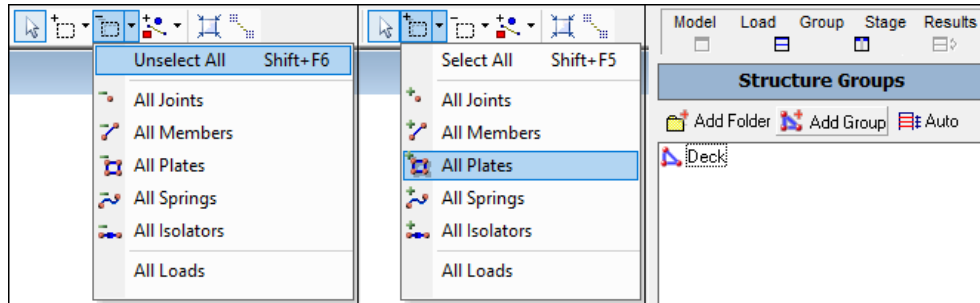 Unselect All Shift+F6
All Joints
All Members
All Plates
All Springs
All Isolators
All Loads
Select All Shift+F5
All Joints
All Members
All Plates
All Springs
All Isolators
All Loads
Model Load Group Stage Results
Structure Groups
Add Folder Add Group Auto
Deck